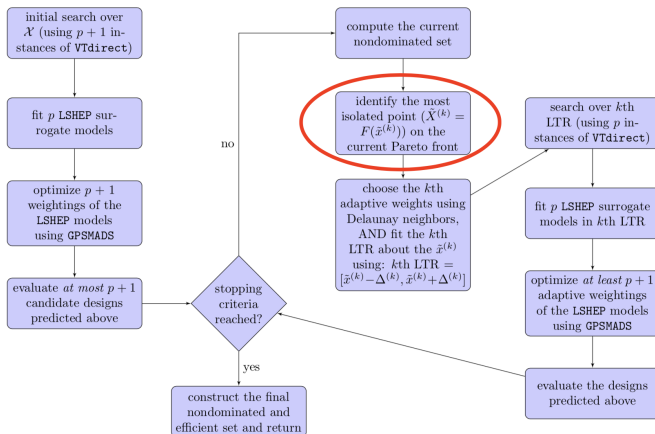 initial search over
𝒳 (using p + 1 in-
stances of VTdirect)
fit p LSHEP sur-
rogate models
optimize p + 1
weightings of the
LSHEP models
using GPSMADS
evaluate at most p+1
candidate designs
predicted above
stopping
criteria
reached?
no
yes
construct the final
nondominated and
efficient set and return
compute the current
nondominated set
identify the most
isolated point (X̃^(k) =
F(x̃^(k))) on the
current Pareto front
choose the kth
adaptive weights using
Delaunay neighbors,
AND fit the kth
LTR about the x̃^(k)
using: kth LTR =
[x̃^(k)−Δ^(k), x̃^(k)+Δ^(k)]
search over kth
LTR (using p in-
stances of VTdirect)
fit p LSHEP surrogate
models in kth LTR
optimize at least p+1
adaptive weightings
of the LSHEP models
using GPSMADS
evaluate the designs
predicted above